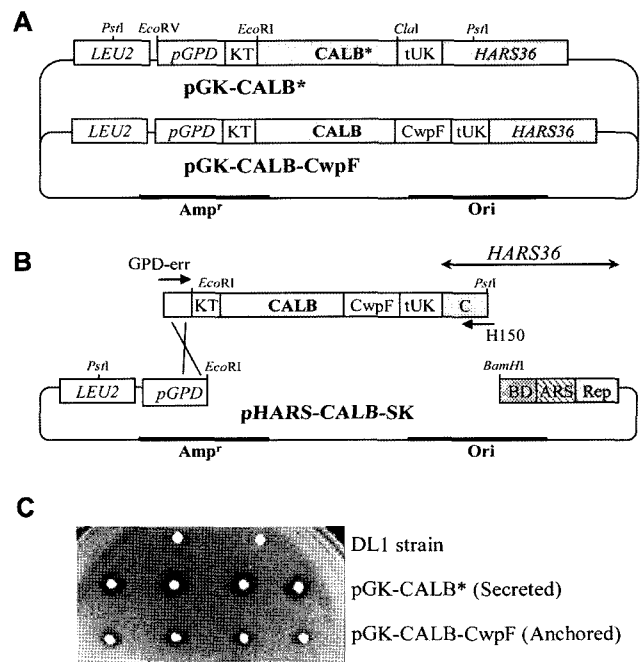 A
PstI EcoRV EcoRI ClaI PstI
LEU2 pGPD KT CALB* tUK HARS36
pGK-CALB*
LEU2 pGPD KT CALB CwpF tUK HARS36
pGK-CALB-CwpF
Ampr Ori
B
HARS36
GPD-err
EcoRI PstI
KT CALB CwpF tUK C
H150
PstI EcoRI BamHI
LEU2 pGPD BD ARS Rep
pHARS-CALB-SK
Ampr Ori
C
DL1 strain
pGK-CALB* (Secreted)
pGK-CALB-CwpF (Anchored)